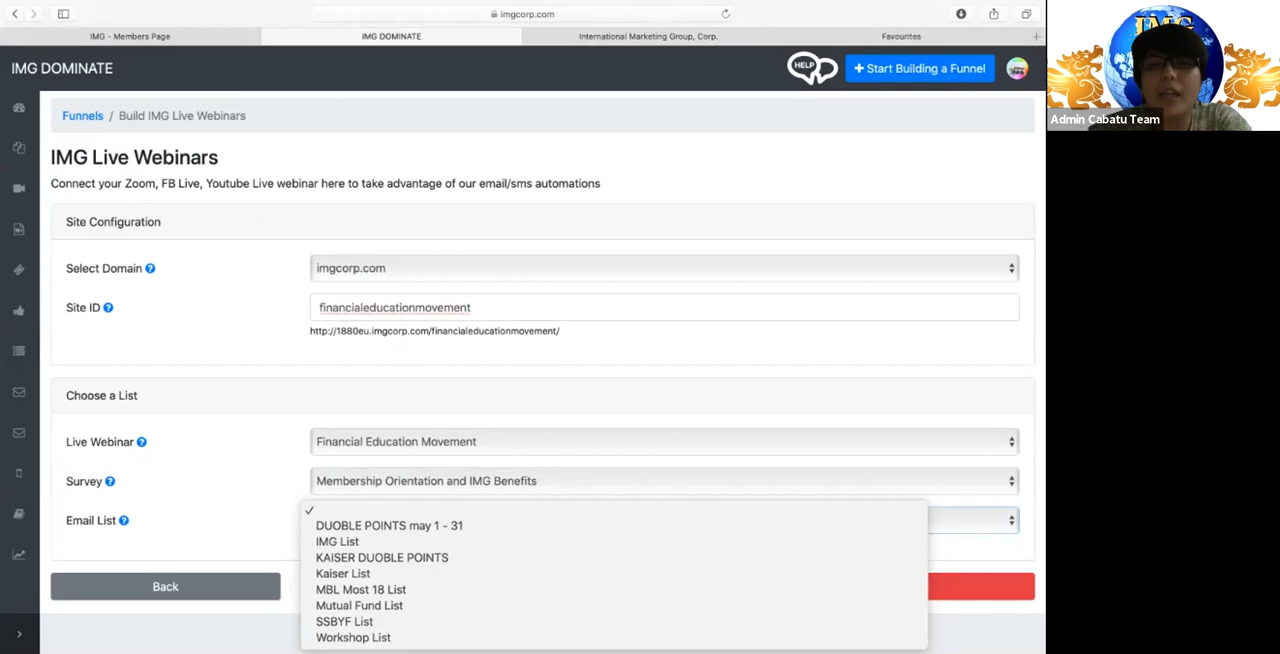 imgcorp.com
IMG - Members Page
IMG DOMINATE
International Marketing Group, Corp.
Favourites
IMG DOMINATE
HELP
+ Start Building a Funnel
IMG
Admin Cabatu Team
Funnels / Build IMG Live Webinars
IMG Live Webinars
Connect your Zoom, FB Live, Youtube Live webinar here to take advantage of our email/sms automations
Site Configuration
Select Domain ?
imgcorp.com
Site ID ?
financialeducationmovement
http://1880eu.imgcorp.com/financialeducationmovement/
Choose a List
Live Webinar ?
Financial Education Movement
Survey ?
Membership Orientation and IMG Benefits
Email List ?
DUOBLE POINTS may 1 - 31
IMG List
KAISER DUOBLE POINTS
Kaiser List
MBL Most 18 List
Mutual Fund List
SSBYF List
Workshop List
Back